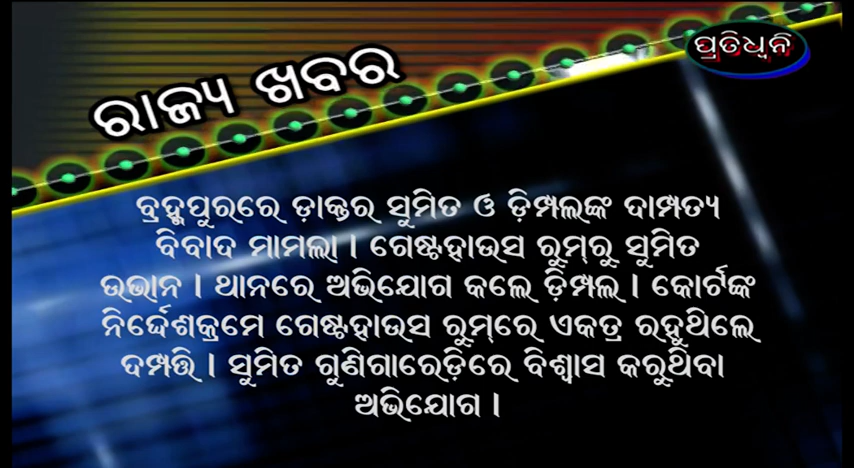 ପ୍ରତିଧ୍ୱନି
ରାଜ୍ୟ ଖବର
ବ୍ରହ୍ମପୁରରେ ଡ଼ାକ୍ତର ସୁମିତ ଓ ଡ଼ିମ୍ପଲଙ୍କ ଦାମ୍ପତ୍ୟ
ବିବାଦ ମାମଲା । ଗେଷ୍ଟହାଉସ ରୁମ୍‌ରୁ ସୁମିତ
ଉଭାନ । ଥାନରେ ଅଭିଯୋଗ କଲେ ଡ଼ିମ୍ପଲ । କୋର୍ଟଙ୍କ
ନିର୍ଦ୍ଦେଶକ୍ରମେ ଗେଷ୍ଟହାଉସ ରୁମ୍‌ରେ ଏକତ୍ର ରହୁଥିଲେ
ଦମ୍ପତ୍ତି । ସୁମିତ ଗୁଣିଗାରେଡ଼ିରେ ବିଶ୍ୱାସ କରୁଥିବା
ଅଭିଯୋଗ ।